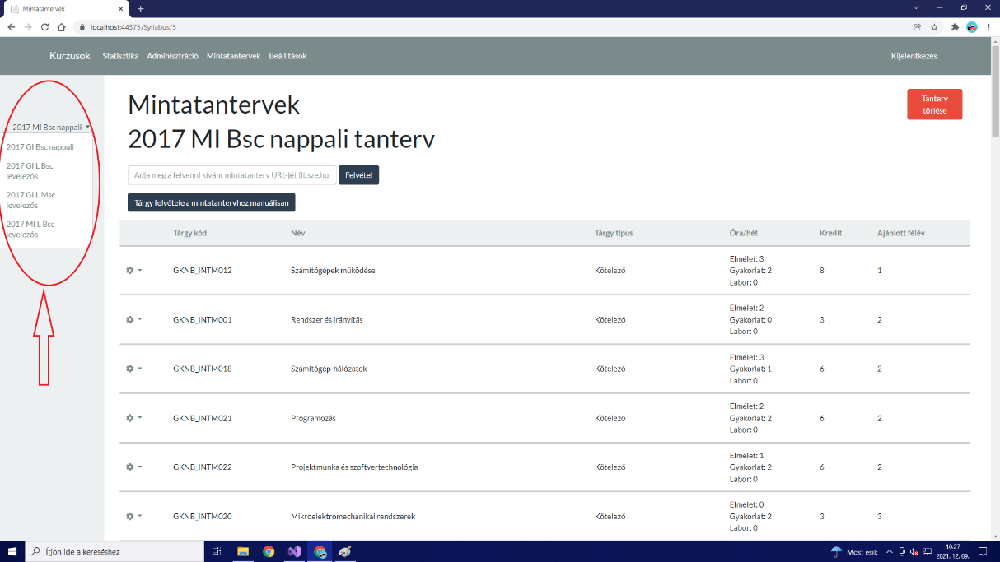 Mintatantervek
localhost:44375/Syllabus/3
Kurzusok Statisztika Adminisztráció Mintatantervek Beállítások Kijelentkezés
2017 MI Bsc nappali
2017 GI Bsc nappali
2017 GI L Bsc
levelezős
2017 GI L Msc
levelezős
2017 MI L Bsc
levelezős
Mintatantervek
2017 MI Bsc nappali tanterv
Tanterv
törlése
Adja meg a felvenni kívánt mintatanterv URL-jét (it.sze.hu
Felvétel
Tárgy felvétele a mintatantervhez manuálisan
Tárgy kód Név Tárgy típus Óra/hét Kredit Ajánlott félév
GKNB_INTM012 Számítógépek működése Kötelező Elmélet: 3 8 1
Gyakorlat: 2
Labor: 0
GKNB_INTM001 Rendszer és irányítás Kötelező Elmélet: 2 3 2
Gyakorlat: 0
Labor: 0
GKNB_INTM018 Számítógép-hálózatok Kötelező Elmélet: 3 6 2
Gyakorlat: 1
Labor: 0
GKNB_INTM021 Programozás Kötelező Elmélet: 2 6 2
Gyakorlat: 2
Labor: 0
GKNB_INTM022 Projektmunka és szoftvertechnológia Kötelező Elmélet: 1 6 2
Gyakorlat: 2
Labor: 0
GKNB_INTM020 Mikroelektromechanikai rendszerek Kötelező Elmélet: 0 3 3
Gyakorlat: 2
Labor: 0
Írjon ide a kereséshez
Most esik
10:27
2021. 12. 09.